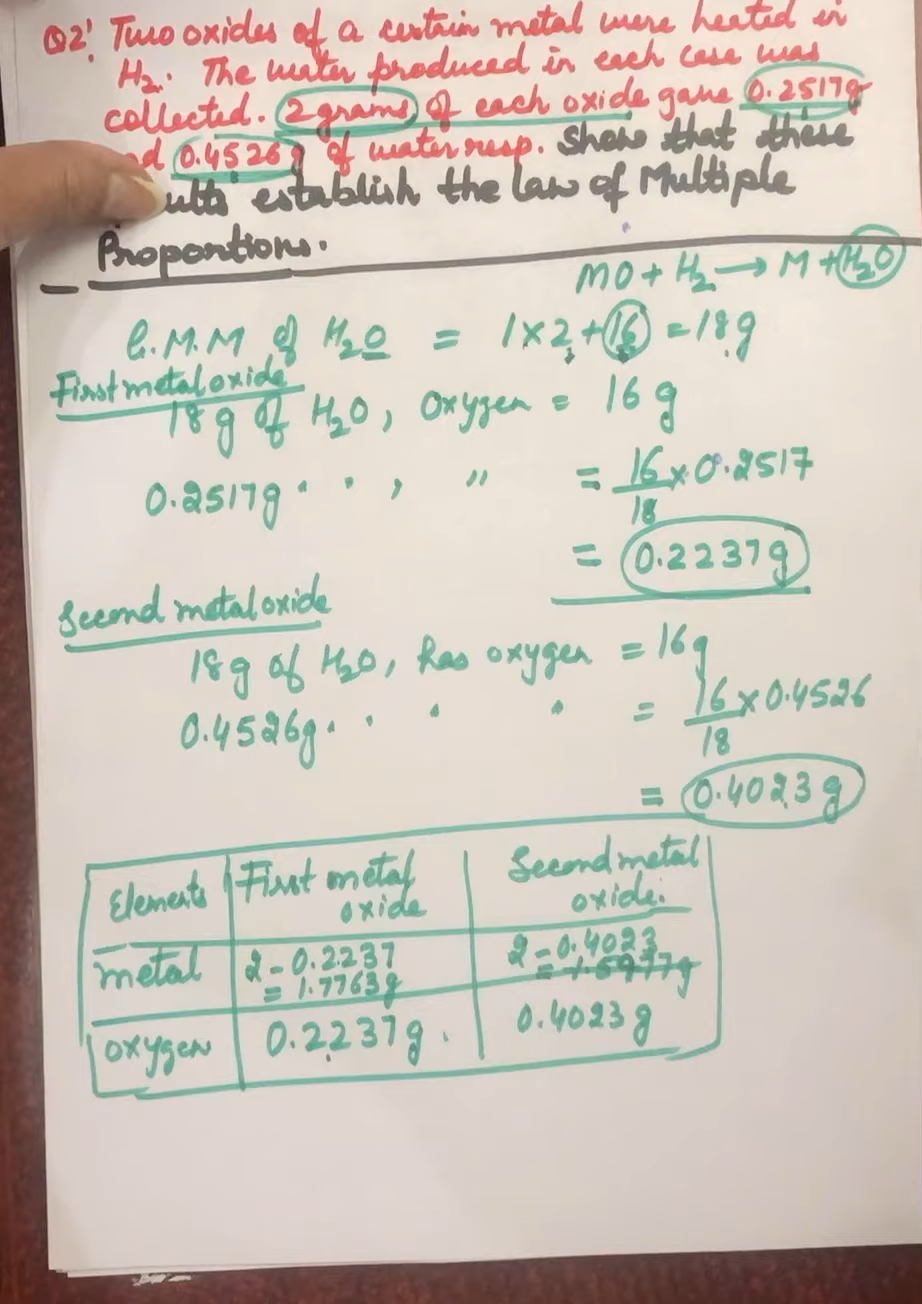 Q2! Two oxides of a certain metal were heated in
H₂. The water produced in each case was
collected. 2 grams of each oxide gave 0.2517g
d 0.4526g of water resp. Show that these
ults establish the law of Multiple
Proportions.
MO + H₂ → M + H₂O
G.M.M of H₂O = 1×2+16 = 18g
First metal oxide
18g of H₂O, Oxygen = 16g
0.2517g " " , " = 16/18 × 0.2517
= 0.2237g
Second metal oxide
18g of H₂O, has oxygen = 16g
0.4526g " " " " = 16/18 × 0.4526
= 0.4023g
Elements First metal oxide Second metal oxide.
metal 2 - 0.2237 = 1.7763g 2 - 0.4023 = 1.5977g
oxygen 0.2237g. 0.4023g